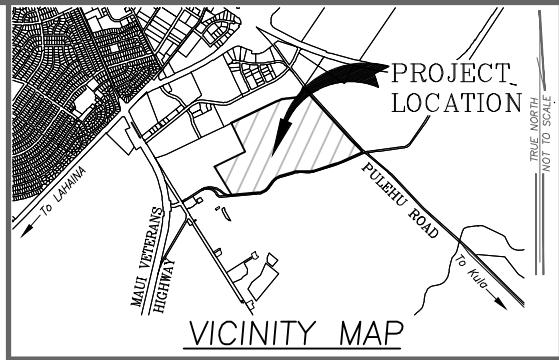 PROJECT
LOCATION
TRUE NORTH
NOT TO SCALE
To LAHAINA
MAUI VETERANS
HIGHWAY
PULEHU ROAD
To Kula
VICINITY MAP